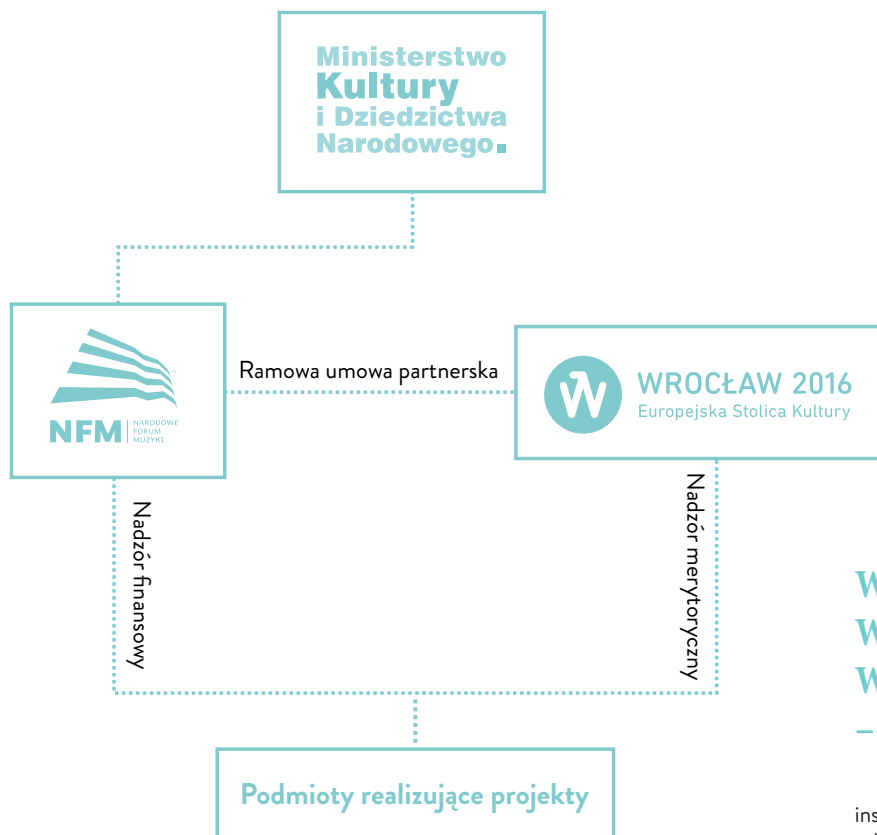 Ministerstwo
Kultury
i Dziedzictwa
Narodowego.
NFM
NARODOWE
FORUM
MUZYKI
Ramowa umowa partnerska
WROCŁAW 2016
Europejska Stolica Kultury
Nadzór finansowy
Nadzór merytoryczny
Podmioty realizujące projekty
W
W
W
–
ins